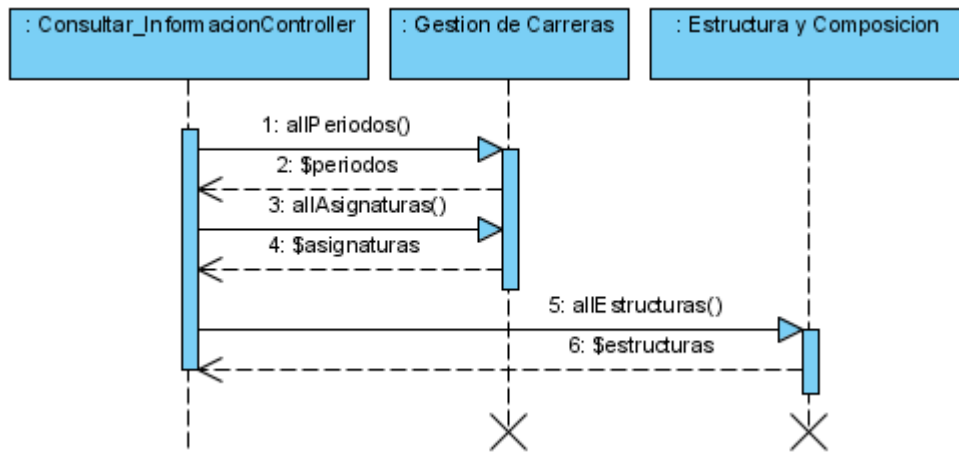 : Consultar_InformacionController
: Gestion de Carreras
: Estructura y Composicion
1: allPeriodos()
2: $periodos
3: allAsignaturas()
4: $asignaturas
5: allEstructuras()
6: $estructuras